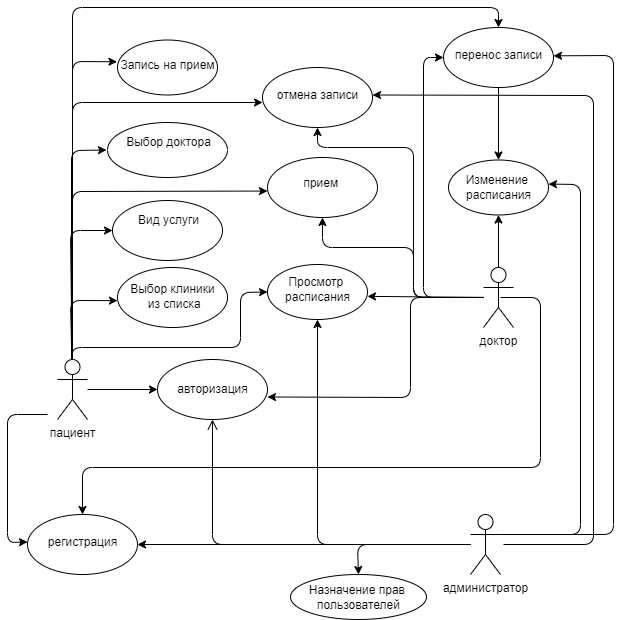 перенос записи
Запись на прием
отмена записи
Выбор доктора
прием
Изменение
расписания
Вид услуги
Просмотр
расписания
Выбор клиники
из списка
доктор
авторизация
пациент
регистрация
администратор
Назначение прав
пользователей